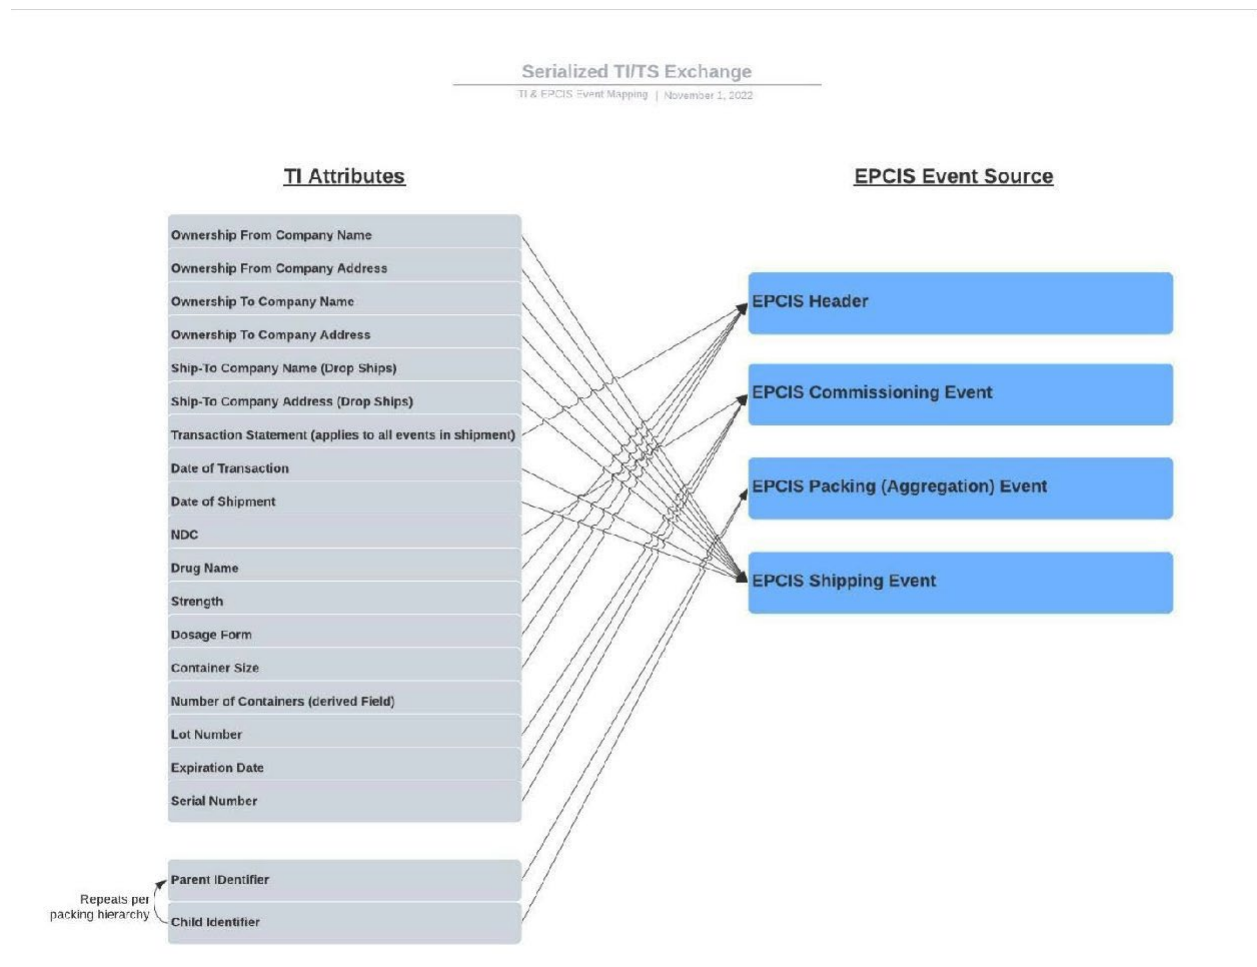 Serialized TI/TS Exchange
TI & EPCIS Event Mapping | November 1, 2022
TI Attributes
EPCIS Event Source
Ownership From Company Name
Ownership From Company Address
Ownership To Company Name
Ownership To Company Address
Ship-To Company Name (Drop Ships)
Ship-To Company Address (Drop Ships)
Transaction Statement (applies to all events in shipment)
Date of Transaction
Date of Shipment
NDC
Drug Name
Strength
Dosage Form
Container Size
Number of Containers (derived Field)
Lot Number
Expiration Date
Serial Number
Parent IDentifier
Child Identifier
Repeats per
packing hierarchy
EPCIS Header
EPCIS Commissioning Event
EPCIS Packing (Aggregation) Event
EPCIS Shipping Event